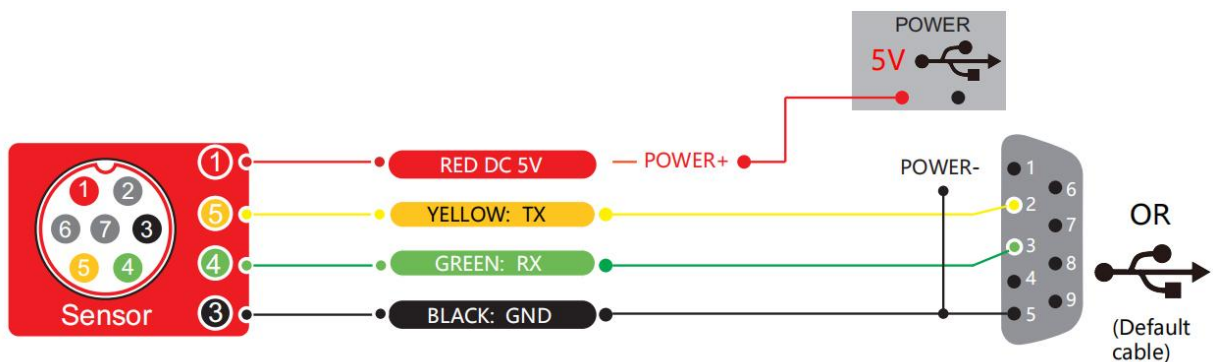 POWER
5V
1 RED DC 5V POWER+
POWER-
1 2
6 7 3
5 4
Sensor
5 YELLOW: TX
4 GREEN: RX
3 BLACK: GND
1
6
2
7
3
8
4
9
5
OR
(Default
cable)